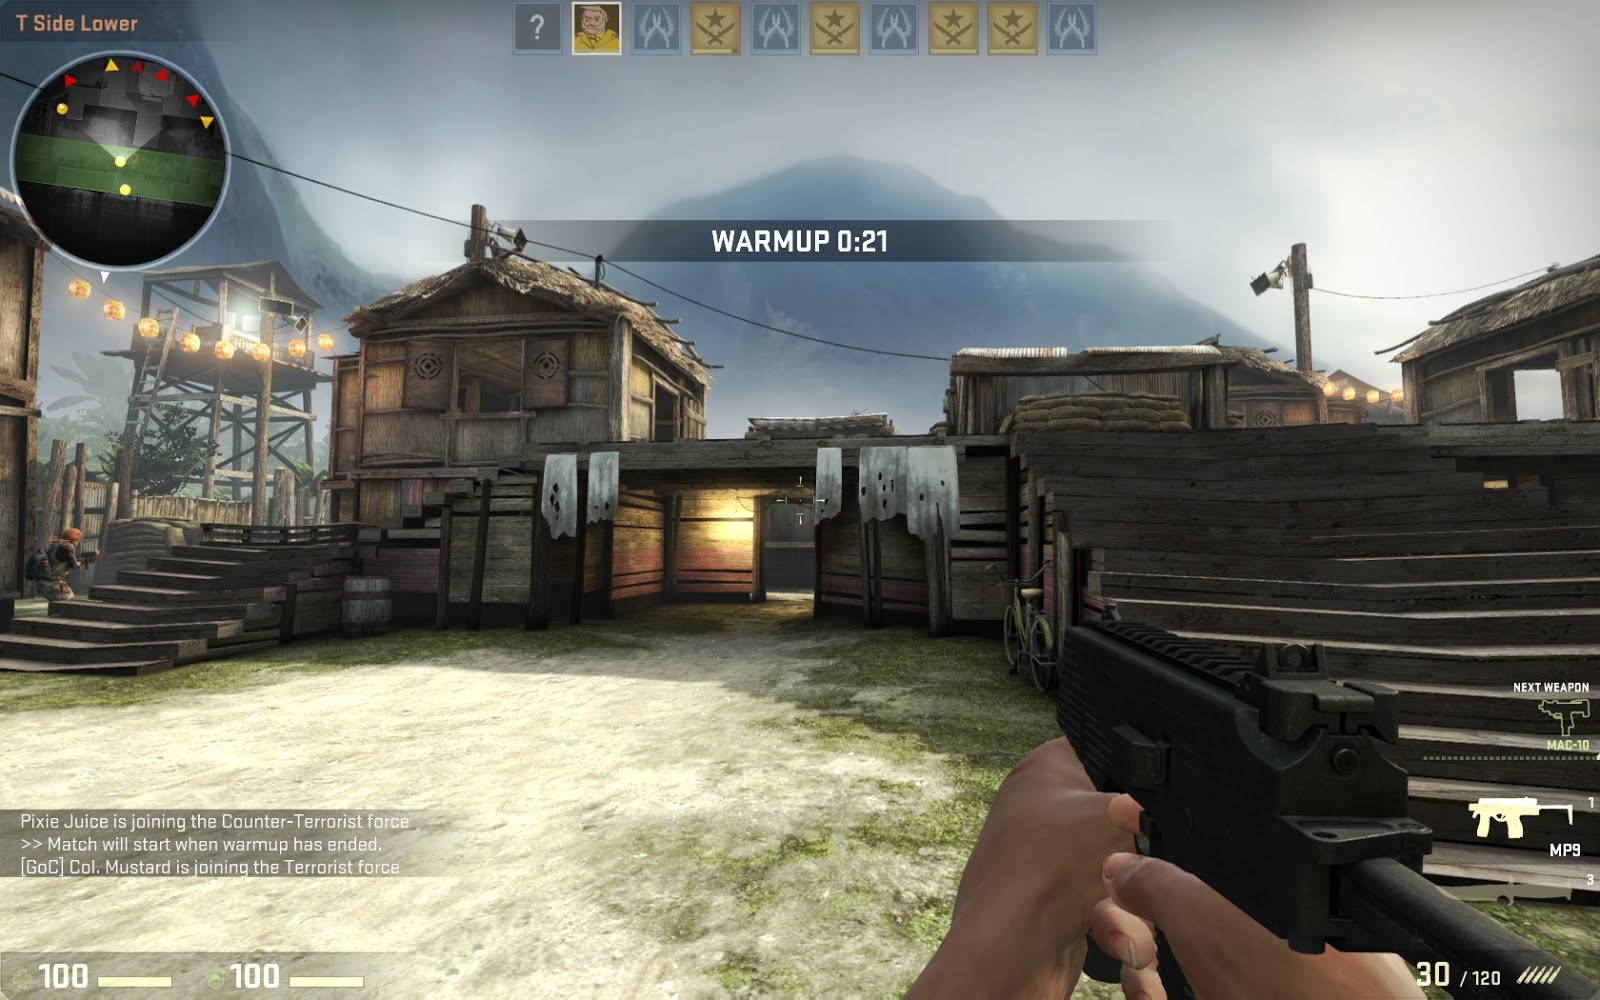 T Side Lower
?
WARMUP 0:21
NEXT WEAPON
MAC-10
1
MP9
3
Pixie Juice is joining the Counter-Terrorist force
>> Match will start when warmup has ended.
[GoC] Col. Mustard is joining the Terrorist force
100
100
30 / 120